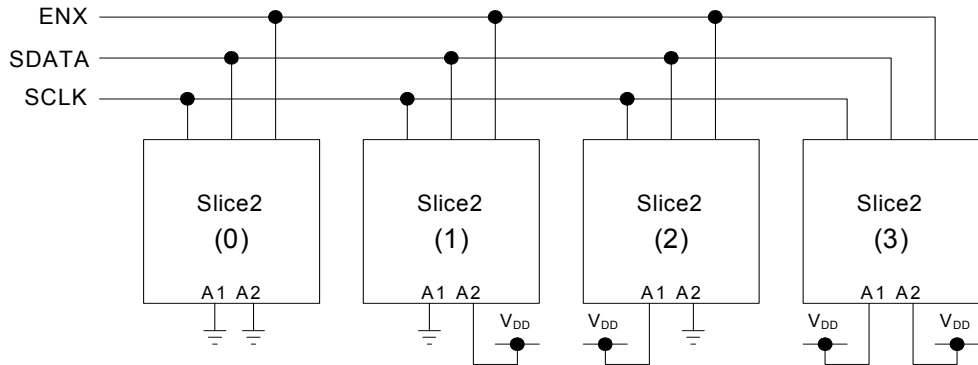 ENX
SDATA
SCLK
Slice2 Slice2 Slice2 Slice2
(0) (1) (2) (3)
A1 A2 A1 A2 A1 A2 A1 A2
VDD VDD VDD VDD